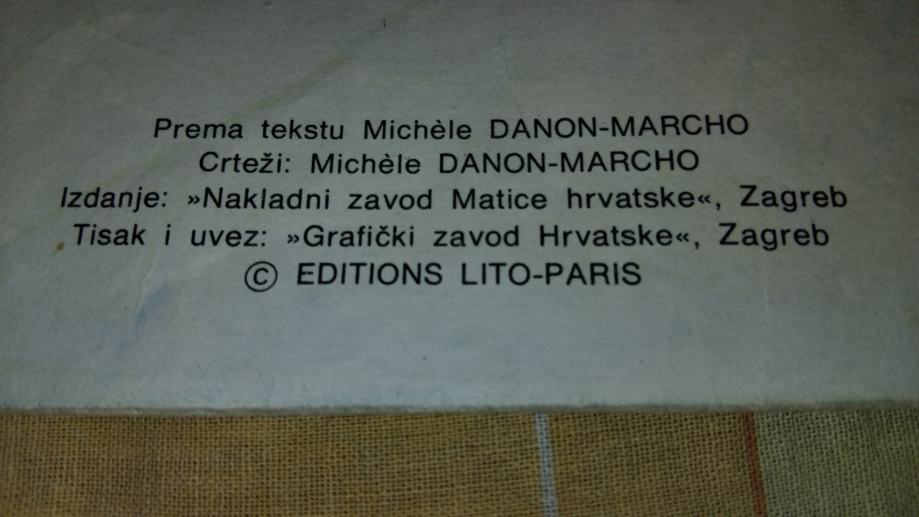 Prema tekstu Michèle DANON-MARCHO
Crteži: Michèle DANON-MARCHO
Izdanje: »Nakladni zavod Matice hrvatske«, Zagreb
Tisak i uvez: »Grafički zavod Hrvatske«, Zagreb
© EDITIONS LITO-PARIS